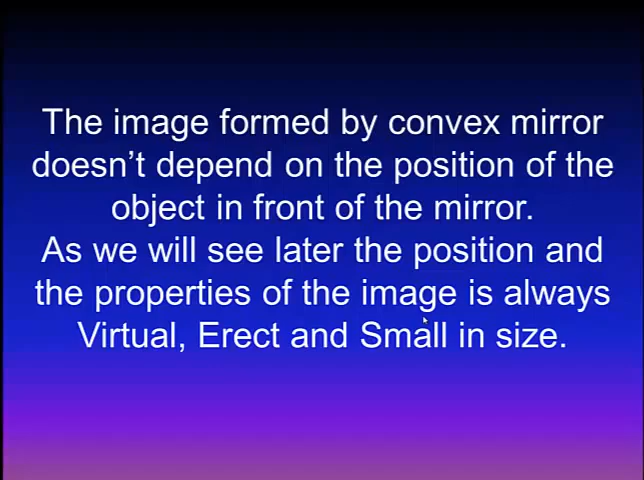 The image formed by convex mirror
doesn’t depend on the position of the
object in front of the mirror.
As we will see later the position and
the properties of the image is always
Virtual, Erect and Small in size.